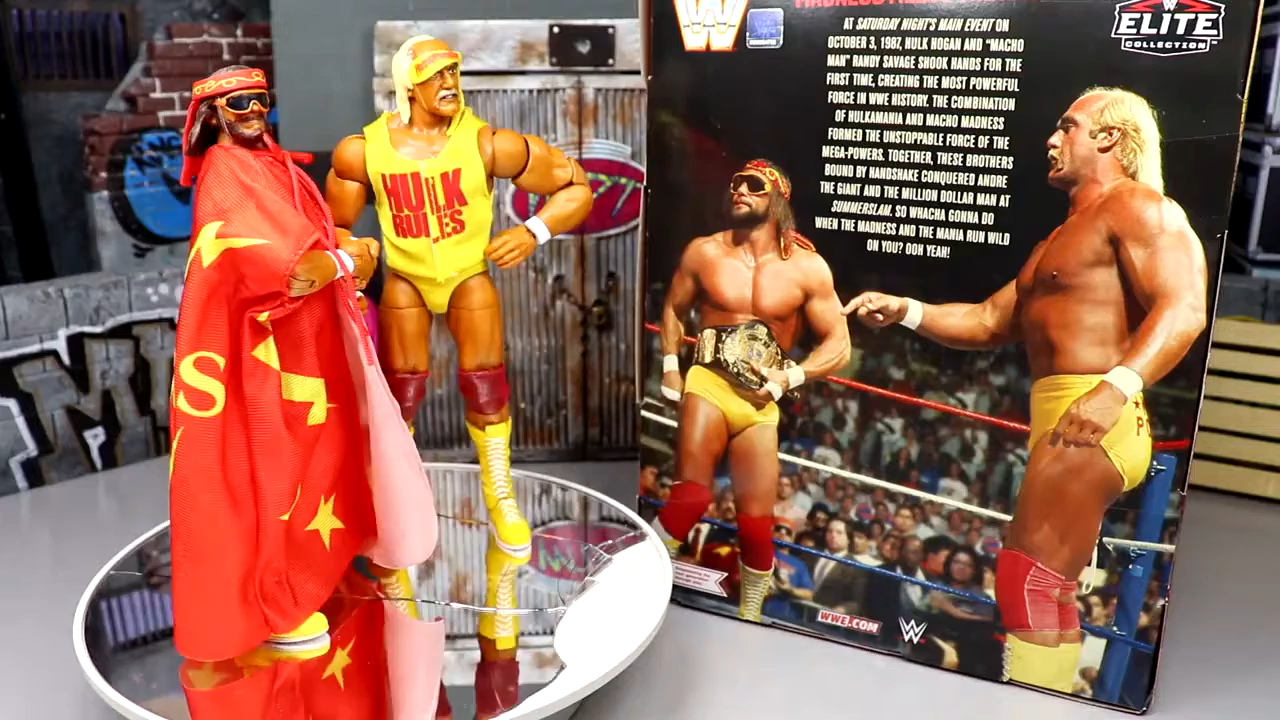 W
ELITE
COLLECTION
AT SATURDAY NIGHT'S MAIN EVENT ON
OCTOBER 3, 1987, HULK HOGAN AND "MACHO
MAN" RANDY SAVAGE SHOOK HANDS FOR THE
FIRST TIME, CREATING THE MOST POWERFUL
FORCE IN WWE HISTORY. THE COMBINATION
OF HULKAMANIA AND MACHO MADNESS
FORMED THE UNSTOPPABLE FORCE OF THE
MEGA-POWERS. TOGETHER, THESE BROTHERS
BOUND BY HANDSHAKE CONQUERED ANDRE
THE GIANT AND THE MILLION DOLLAR MAN AT
SUMMERSLAM. SO WHACHA GONNA DO
WHEN THE MADNESS AND THE MANIA RUN WILD
ON YOU? OOH YEAH!
HULK
RULES
S
WWE.COM
W